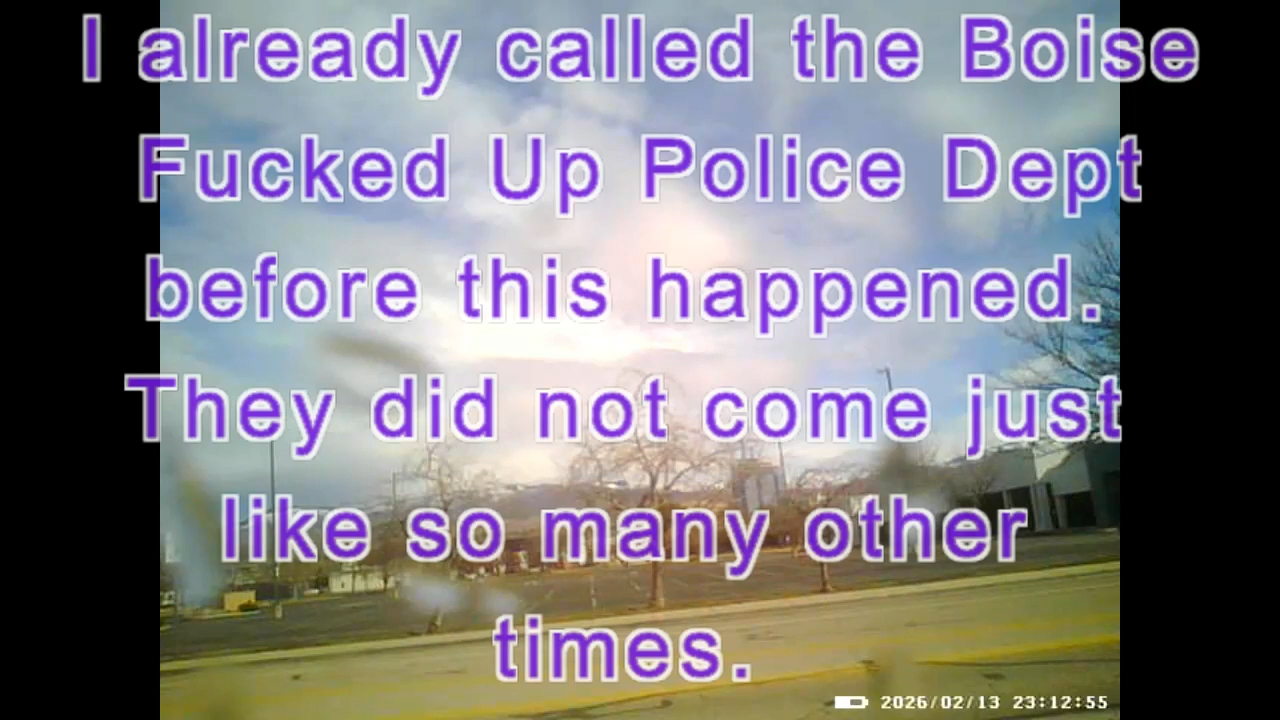 I already called the Boise
Fucked Up Police Dept
before this happened.
They did not come just
like so many other
times.
2026/02/13 23:12:55